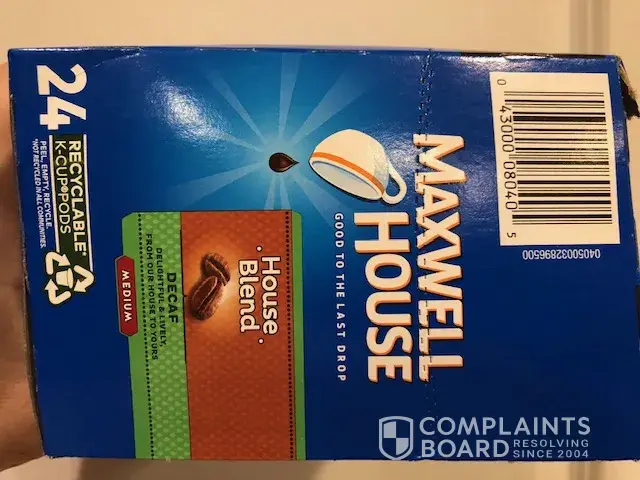 MAXWELL
HOUSE
GOOD TO THE LAST DROP
· House ·
Blend
DECAF
DELIGHTFUL & LIVELY,
FROM OUR HOUSE TO YOURS
MEDIUM
24
RECYCLABLE*
K-CUP®PODS
PEEL, EMPTY, RECYCLE.
*NOT RECYCLED IN ALL COMMUNITIES.
0 43000 08040 5
0405003289650​0
COMPLAINTS
BOARD RESOLVING
SINCE 2004